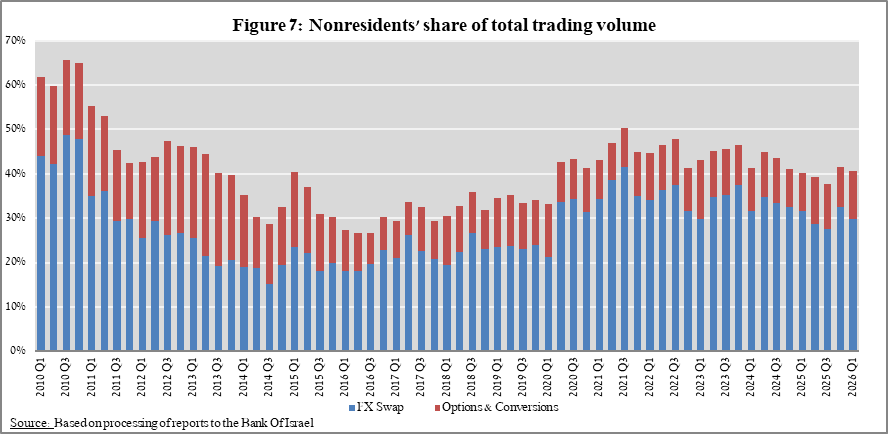 Figure 7: Nonresidents' share of total trading volume
70%
60%
50%
40%
30%
20%
10%
0%
2010 Q1
2010 Q3
2011 Q1
2011 Q3
2012 Q1
2012 Q3
2013 Q1
2013 Q3
2014 Q1
2014 Q3
2015 Q1
2015 Q3
2016 Q1
2016 Q3
2017 Q1
2017 Q3
2018 Q1
2018 Q3
2019 Q1
2019 Q3
2020 Q1
2020 Q3
2021 Q1
2021 Q3
2022 Q1
2022 Q3
2023 Q1
2023 Q3
2024 Q1
2024 Q3
2025 Q1
2025 Q3
2026 Q1
FX Swap
Options & Conversions
Source: Based on processing of reports to the Bank Of Israel